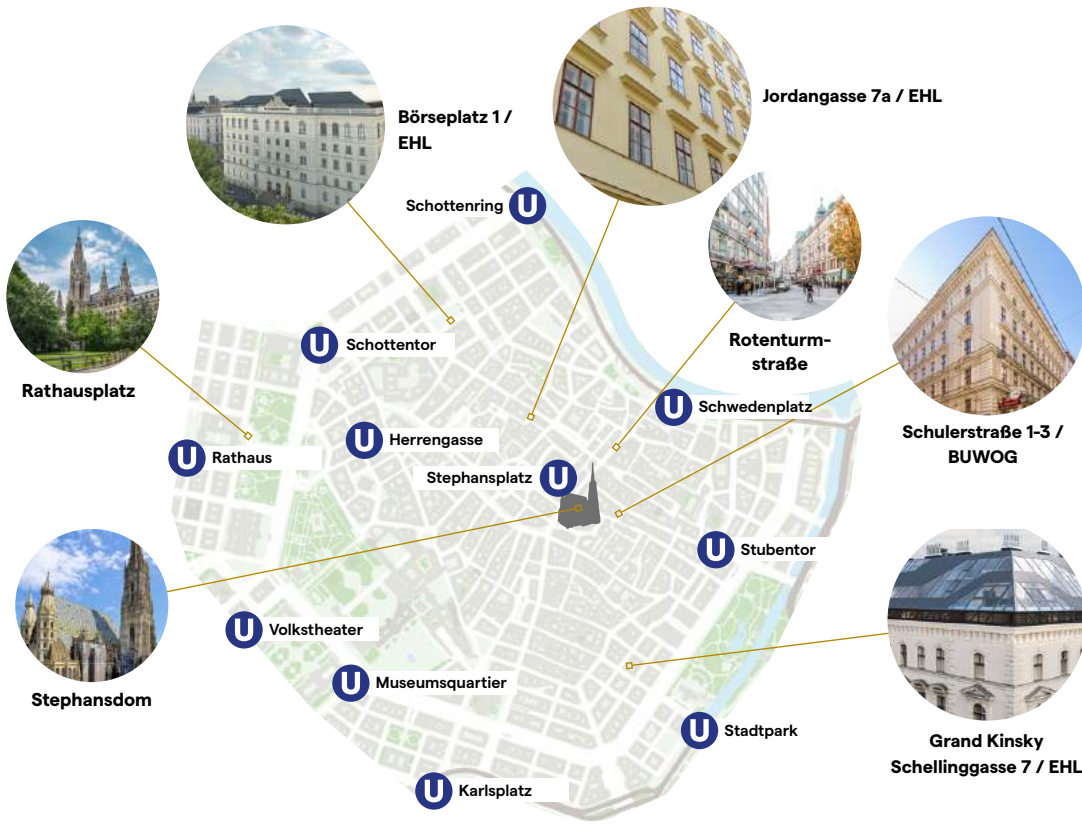 Börseplatz 1 /
EHL
Jordangasse 7a / EHL
U
Schottenring
Rotenturm-
straße
U
Schottentor
Rathausplatz
U
Schwedenplatz
Schulerstraße 1-3 /
BUWOG
U
Herrengasse
U
Rathaus
Stephansplatz
U
U
Stubentor
U
Volkstheater
U
Museumsquartier
Stephansdom
U
Stadtpark
Grand Kinsky
Schellinggasse 7 / EHL
U
Karlsplatz